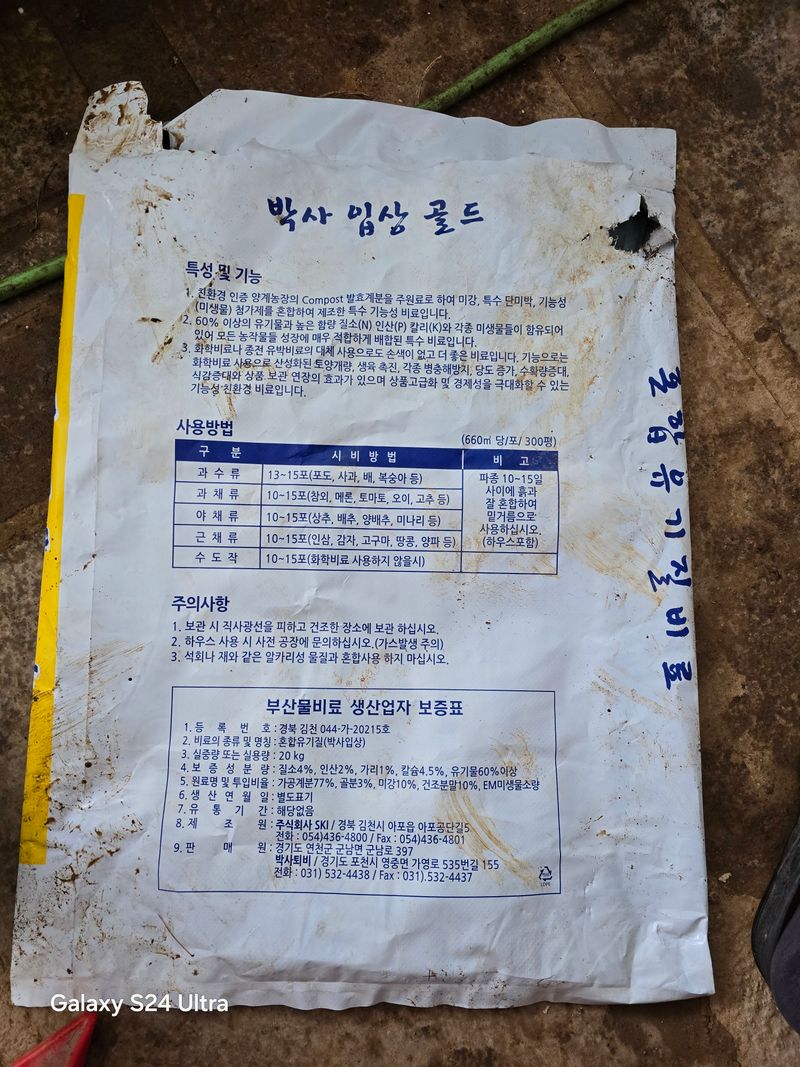 박사 입상 골드
특성 및 기능
1. 친환경 인증 양계농장의 Compost 발효계분을 주원료로 하여 미강, 특수 단미박, 기능성
(미생물) 첨가제를 혼합하여 제조한 특수 기능성 비료입니다.
2. 60% 이상의 유기물과 높은 함량 질소(N) 인산(P) 칼리(K)와 각종 미생물들이 함유되어
있어 모든 농작물들 성장에 매우 적합하게 배합된 특수 비료입니다.
3. 화학비료나 종전 유박비료의 대체 사용으로도 손색이 없고 더 좋은 비료입니다. 기능으로는
화학비료 사용으로 산성화된 토양개량, 생육 촉진, 각종 병충해방지, 당도 증가, 수확량증대,
식감증대와 상품 보관 연장의 효과가 있으며 상품고급화 및 경제성을 극대화할 수 있는
기능성 친환경 비료입니다.
사용방법
(660㎡ 당/포/ 300평)
구 분 시 비 방 법 비 고
과 수 류 13~15포(포도, 사과, 배, 복숭아 등)
과 채 류 10~15포(참외, 메론, 토마토, 오이, 고추 등)
야 채 류 10~15포(상추, 배추, 양배추, 미나리 등)
근 채 류 10~15포(인삼, 감자, 고구마, 땅콩, 양파 등)
수 도 작 10~15포(화학비료 사용하지 않을시)
파종 10~15일
사이에 흙과
잘 혼합하여
밑거름으로
사용하십시오.
(하우스포함)
주의사항
1. 보관 시 직사광선을 피하고 건조한 장소에 보관 하십시오.
2. 하우스 사용 시 사전 공장에 문의하십시오.(가스발생 주의)
3. 석회나 재와 같은 알카리성 물질과 혼합사용 하지 마십시오.
부산물비료 생산업자 보증표
1. 등 록 번 호 : 경북 김천 044-가-20215호
2. 비료의 종류 및 명칭 : 혼합유기질(박사입상)
3. 실중량 또는 실용량 : 20 kg
4. 보 증 성 분 량 : 질소4%, 인산2%, 가리1%, 칼슘4.5%, 유기물60%이상
5. 원료명 및 투입비율 : 가공계분77%, 골분3%, 미강10%, 건조분말10%, EM미생물소량
6. 생 산 연 월 일 : 별도표기
7. 유 통 기 간 : 해당없음
8. 제 조 원 : 주식회사 SKI / 경북 김천시 아포읍 아포공단길5
전화 : 054)436-4800 / Fax : 054)436-4801
9. 판 매 원 : 경기도 연천군 군남면 군남로 397
박사퇴비 / 경기도 포천시 영중면 가영로 535번길 155
전화 : 031) 532-4438 / Fax : 031).532-4437
LDPE
혼합유기질비료
Galaxy S24 Ultra